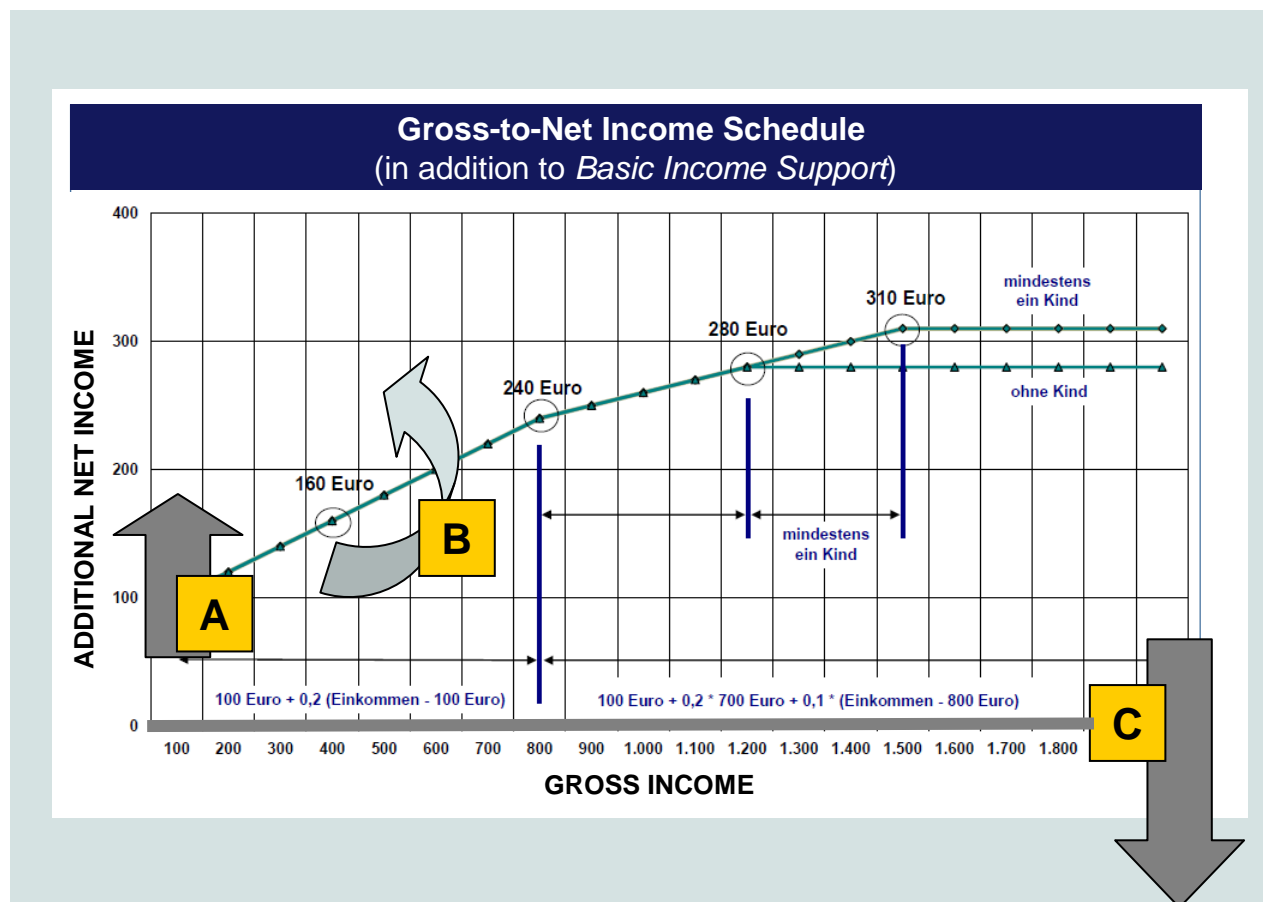 Gross-to-Net Income Schedule
(in addition to Basic Income Support)
ADDITIONAL NET INCOME
400
300
200
100
0
160 Euro
240 Euro
280 Euro
310 Euro
mindestens
ein Kind
ohne Kind
mindestens
ein Kind
A
B
C
100 Euro + 0,2 (Einkommen - 100 Euro)
100 Euro + 0,2 * 700 Euro + 0,1 * (Einkommen - 800 Euro)
100 200 300 400 500 600 700 800 900 1.000 1.100 1.200 1.300 1.400 1.500 1.600 1.700 1.800
GROSS INCOME